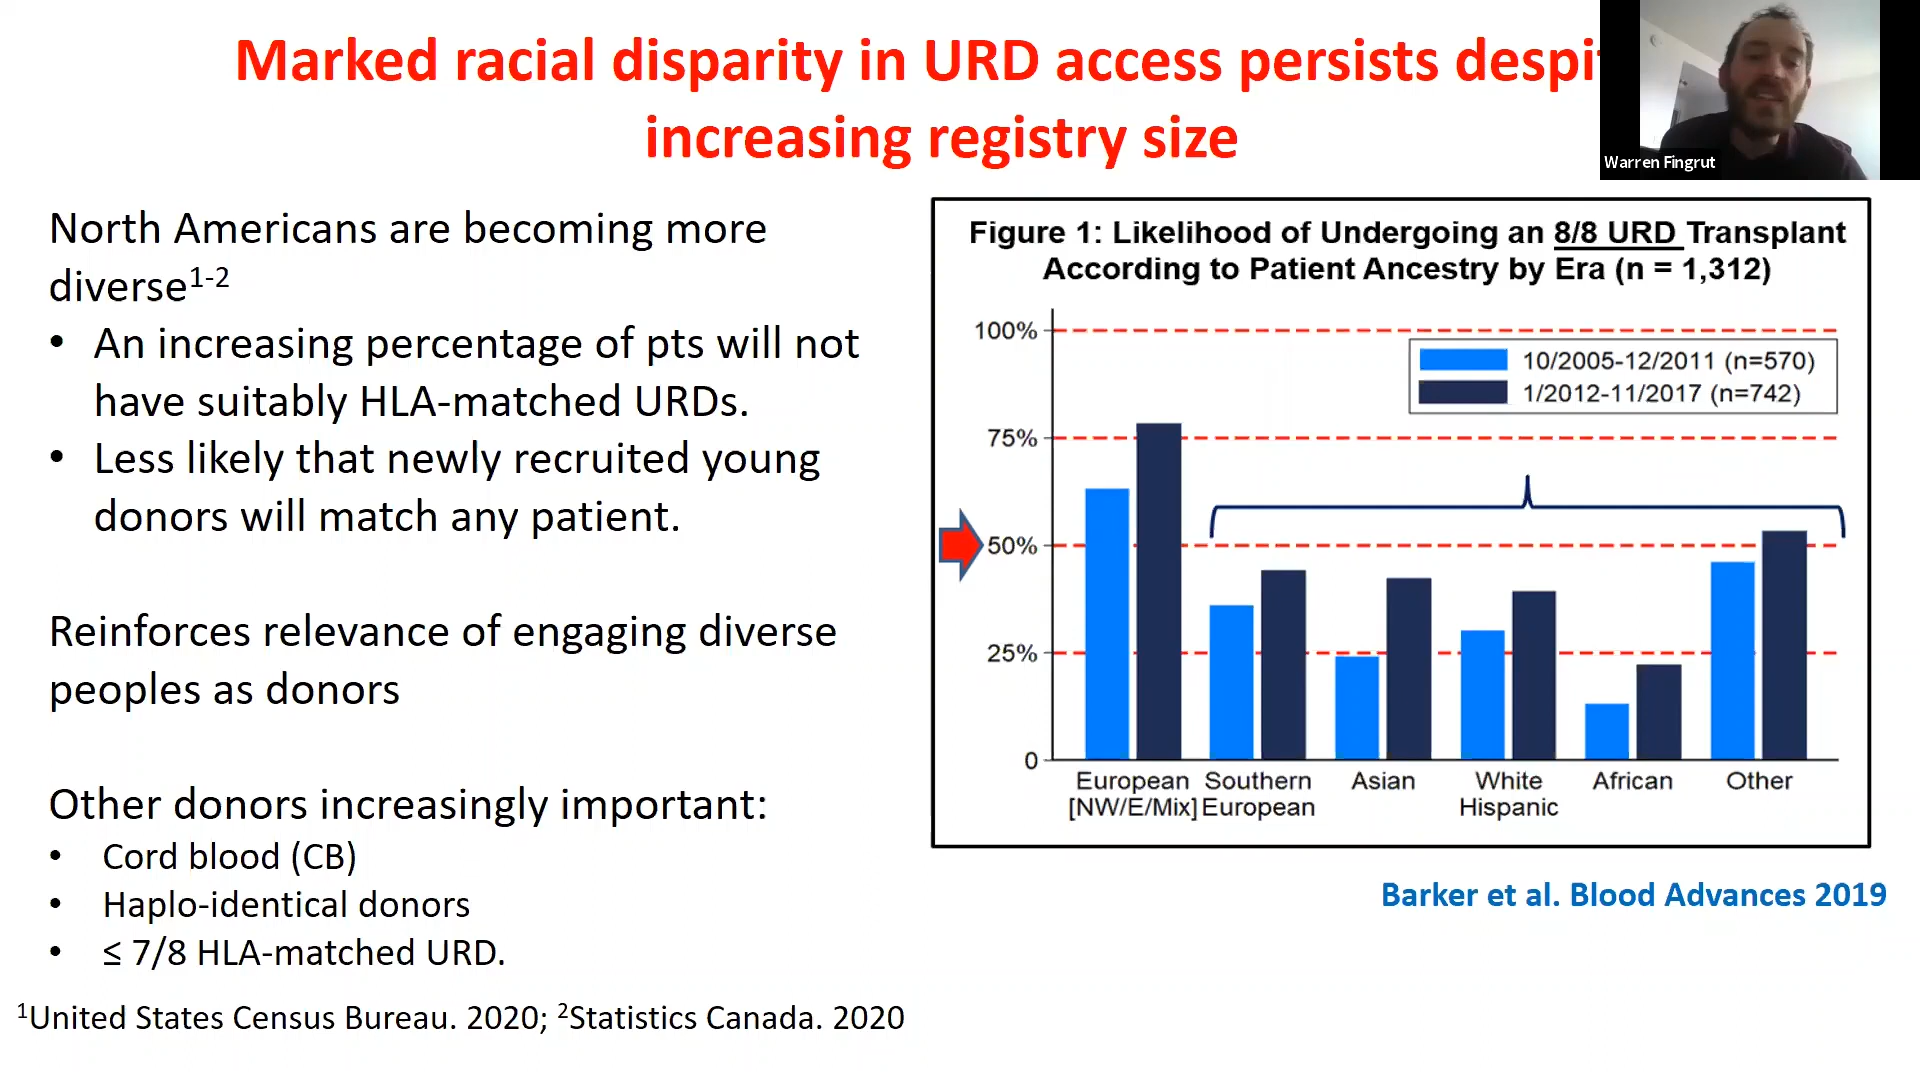 Marked racial disparity in URD access persists despi
increasing registry size
Warren Fingrut
North Americans are becoming more
diverse1-2
• An increasing percentage of pts will not
have suitably HLA-matched URDs.
• Less likely that newly recruited young
donors will match any patient.
Reinforces relevance of engaging diverse
peoples as donors
Other donors increasingly important:
• Cord blood (CB)
• Haplo-identical donors
• ≤ 7/8 HLA-matched URD.
1United States Census Bureau. 2020; 2Statistics Canada. 2020
Figure 1: Likelihood of Undergoing an 8/8 URD Transplant
According to Patient Ancestry by Era (n = 1,312)
100%
75%
50%
25%
0
10/2005-12/2011 (n=570)
1/2012-11/2017 (n=742)
European Southern Asian White African Other
[NW/E/Mix] European Hispanic
Barker et al. Blood Advances 2019